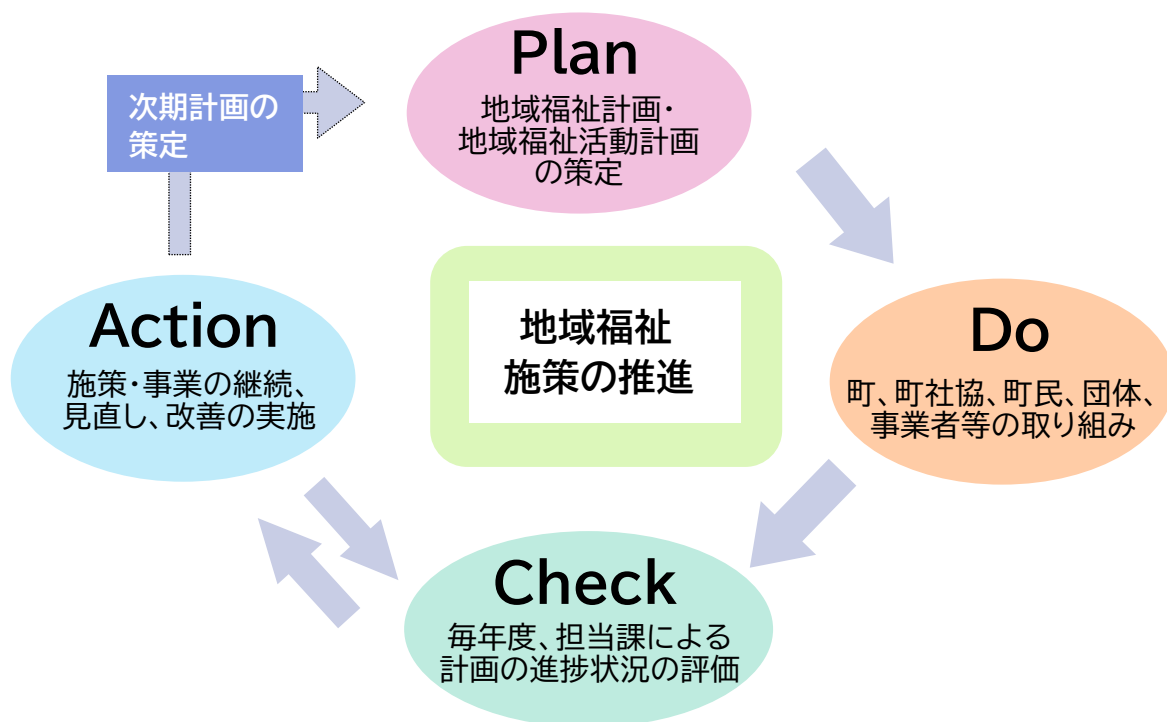 Plan
地域福祉計画・
地域福祉活動計画
の策定
次期計画の
策定
Action
施策・事業の継続、
見直し、改善の実施
地域福祉
施策の推進
Do
町、町社協、町民、団体、
事業者等の取り組み
Check
毎年度、担当課による
計画の進捗状況の評価